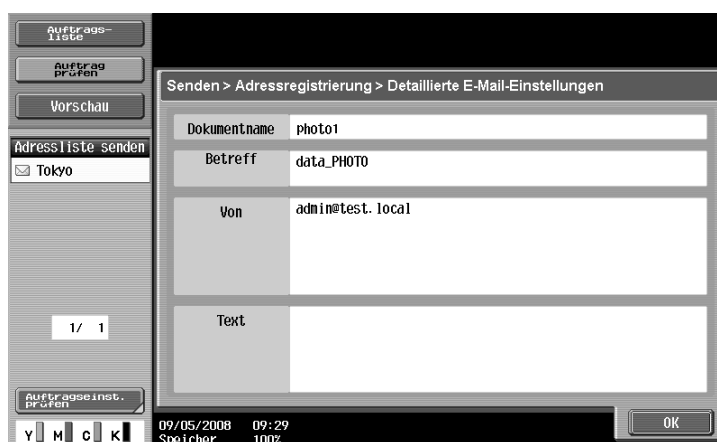 Auftrags-
liste
Auftrag
prüfen
Vorschau
Adressliste senden
Tokyo
1/ 1
Auftragseinst.
prüfen
Y M C K
Senden > Adressregistrierung > Detaillierte E-Mail-Einstellungen
Dokumentname photo1
Betreff data_PHOTO
Von admin@test.local
Text
09/05/2008 09:29
Speicher 100%
OK